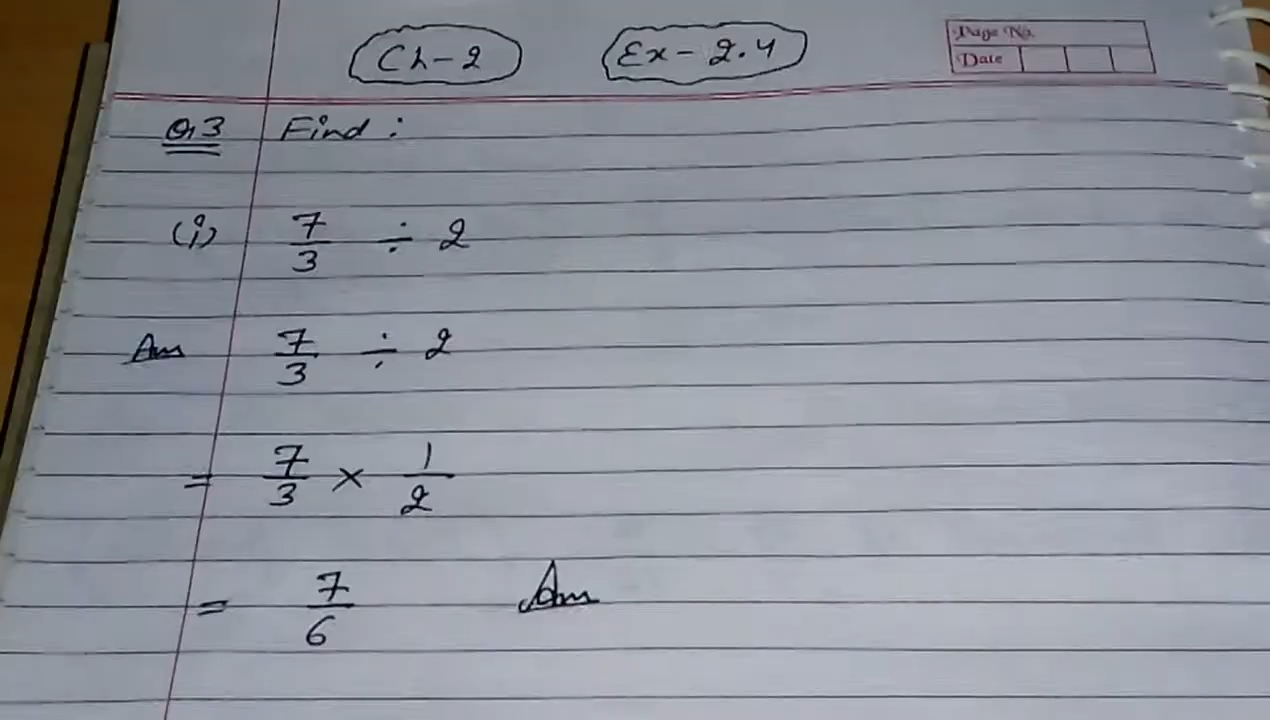 Ch-2 Ex-2.4 Page No.
Date
Q.3 Find :
(i) 7/3 ÷ 2
Ans 7/3 ÷ 2
= 7/3 × 1/2
= 7/6 Ans